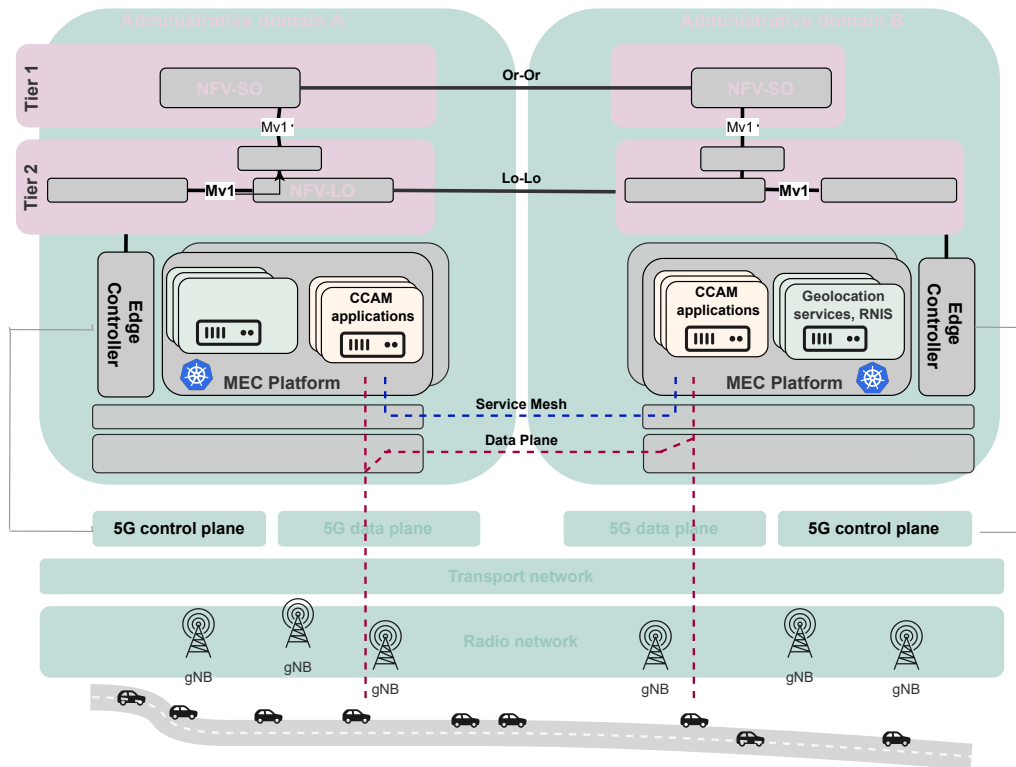 Administrative domain A
Administrative domain B
Tier 1
NFV-SO
Or-Or
NFV-SO
Mv1'
Mv1'
Tier 2
Mv1
NFV-LO
Lo-Lo
Mv1
Edge
Controller
CCAM
applications
MEC Platform
CCAM
applications
Geolocation
services, RNIS
MEC Platform
Edge
Controller
Service Mesh
Data Plane
5G control plane
5G data plane
5G data plane
5G control plane
Transport network
Radio network
gNB
gNB
gNB
gNB
gNB
gNB